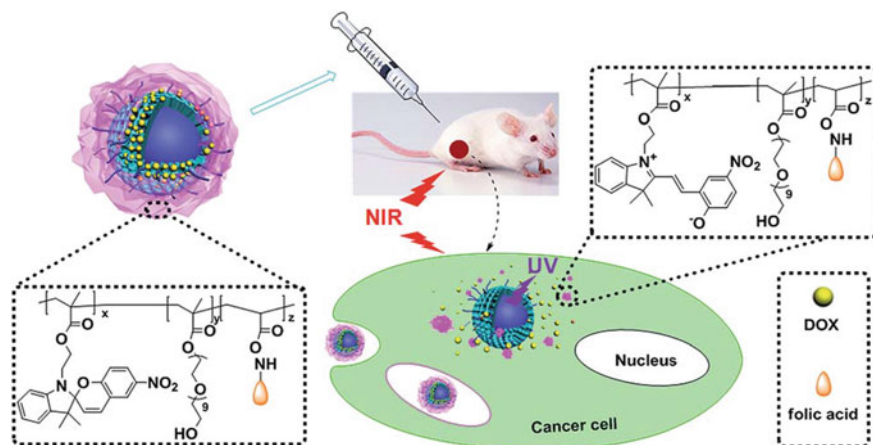 O
O
x
O
O
y
O
z
O
NH
N+
NO2
-O
O
9
HO
NIR
UV
x
y
z
O
O
O
O
O
NH
N
O
NO2
O
9
HO
Nucleus
Cancer cell
DOX
folic acid